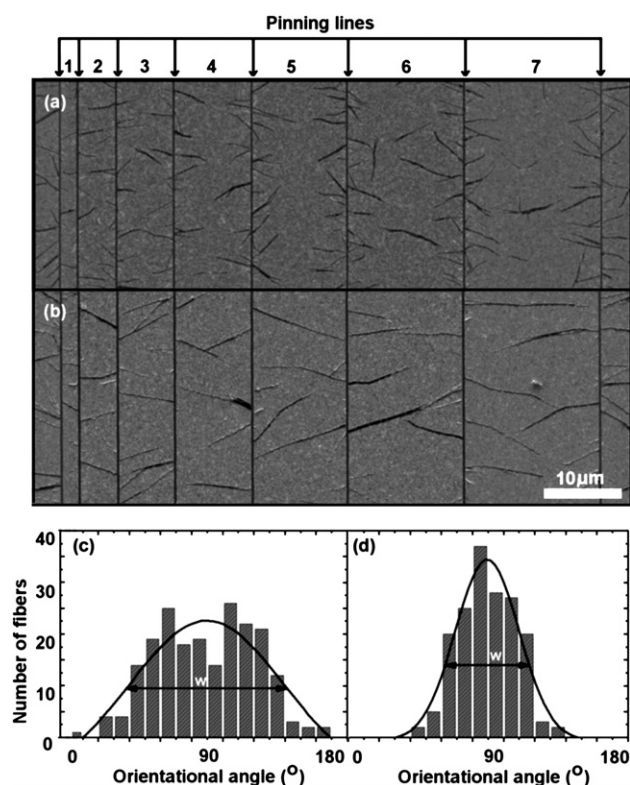 Pinning lines
1 2 3 4 5 6 7
(a)
(b)
10µm
40 (c) (d)
30
20
10
0
w w
Number of fibers
0 90 180 0 90 180
Orientational angle (O) Orientational angle (O)